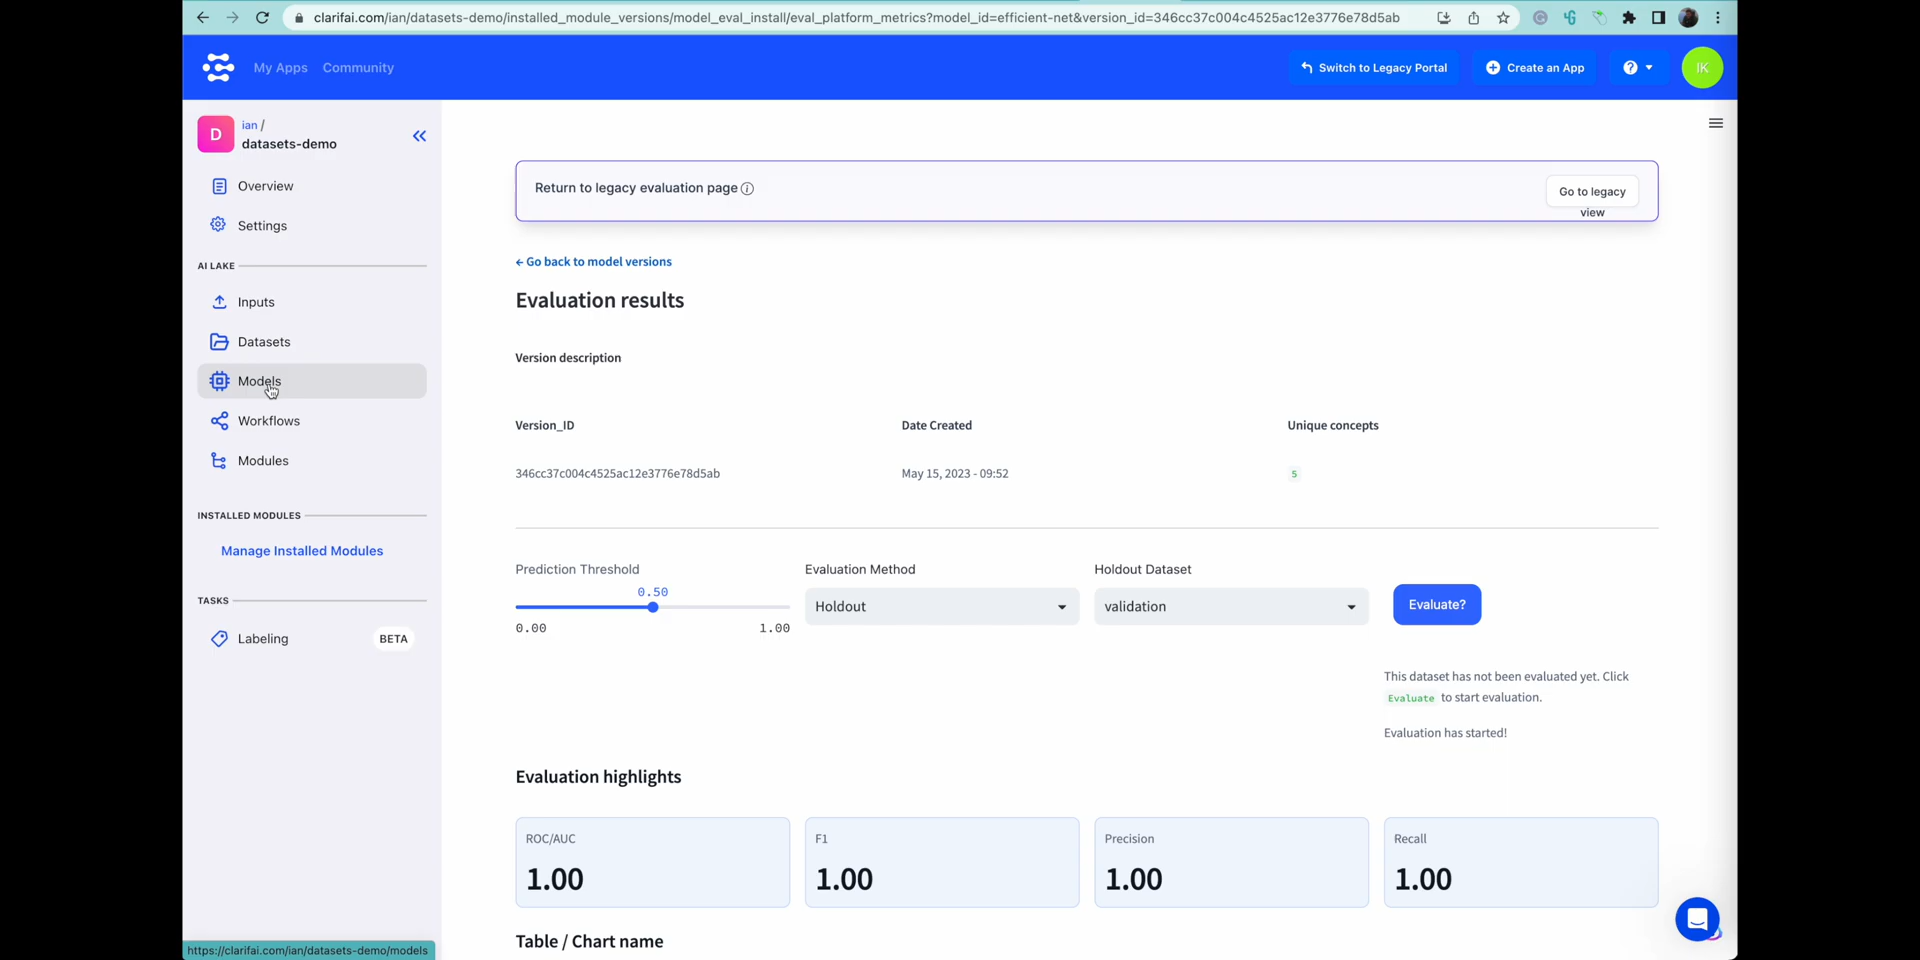 clarifai.com/ian/datasets-demo/installed_module_versions/model_eval_install/eval_platform_metrics?model_id=efficient-net&version_id=346cc37c004c4525ac12e3776e78d5ab
My Apps Community Switch to Legacy Portal Create an App ? IK
D ian /
datasets-demo
Overview
Settings
AI LAKE
Inputs
Datasets
Models
Workflows
Modules
INSTALLED MODULES
Manage Installed Modules
TASKS
Labeling BETA
https://clarifai.com/ian/datasets-demo/models
Return to legacy evaluation page
Go to legacy
view
← Go back to model versions
Evaluation results
Version description
Version_ID Date Created Unique concepts
346cc37c004c4525ac12e3776e78d5ab May 15, 2023 - 09:52 5
Prediction Threshold Evaluation Method Holdout Dataset
0.50
Holdout validation Evaluate?
0.00 1.00
This dataset has not been evaluated yet. Click
Evaluate to start evaluation.
Evaluation has started!
Evaluation highlights
ROC/AUC F1 Precision Recall
1.00 1.00 1.00 1.00
Table / Chart name